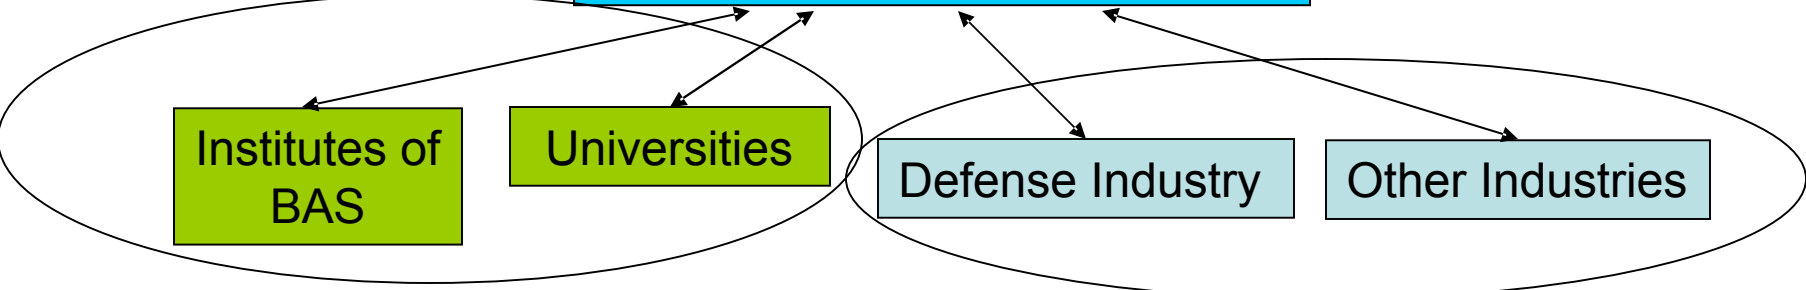 Institutes of
BAS
Universities
Defense Industry
Other Industries